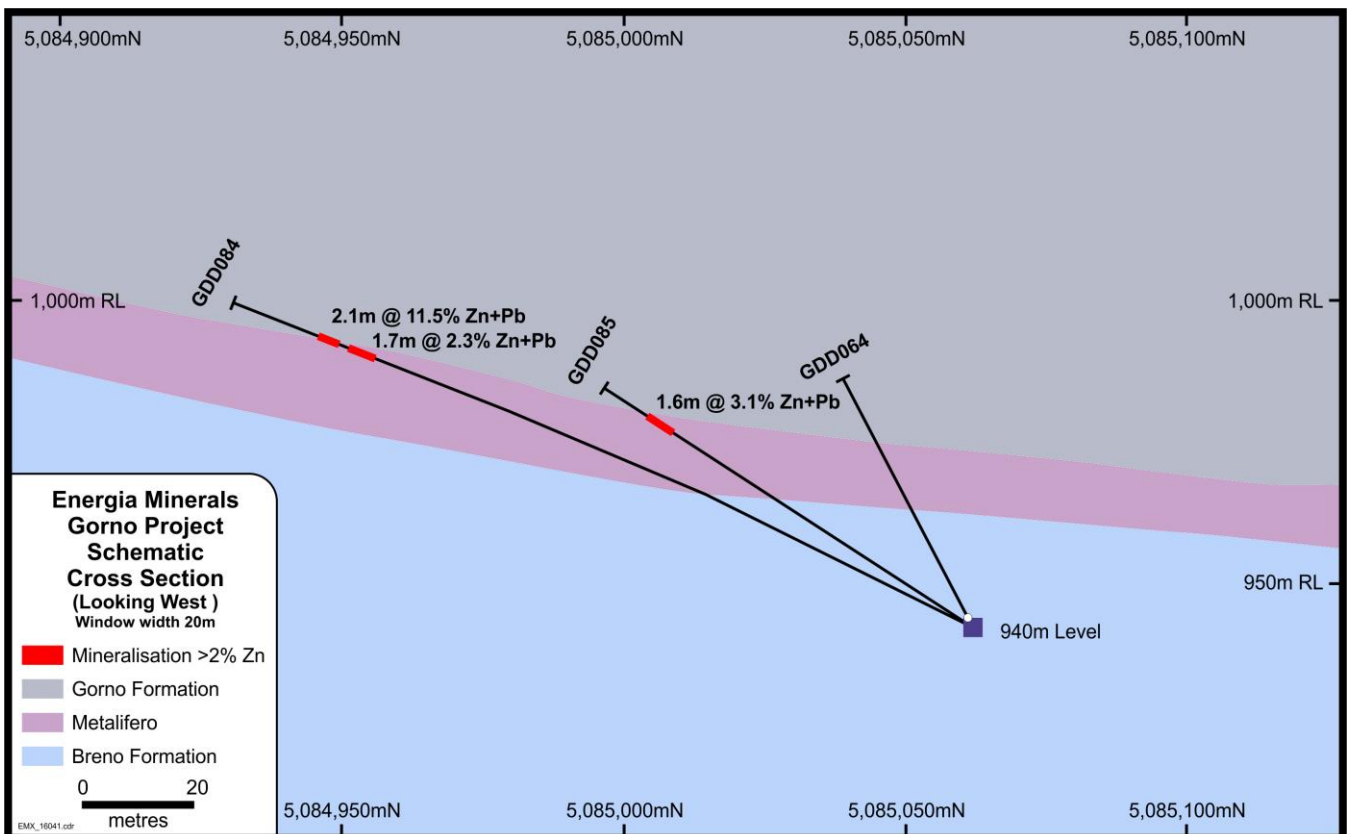 5,084,900mN
5,084,950mN
5,085,000mN
5,085,050mN
5,085,100mN
GDD084
1,000m RL
1,000m RL
2.1m @ 11.5% Zn+Pb
1.7m @ 2.3% Zn+Pb
GDD085
GDD064
1.6m @ 3.1% Zn+Pb
950m RL
940m Level
Energia Minerals
Gorno Project
Schematic
Cross Section
(Looking West )
Window width 20m
Mineralisation >2% Zn
Gorno Formation
Metalifero
Breno Formation
0 20
metres
EMX_16041.cdr
5,084,950mN
5,085,000mN
5,085,050mN
5,085,100mN